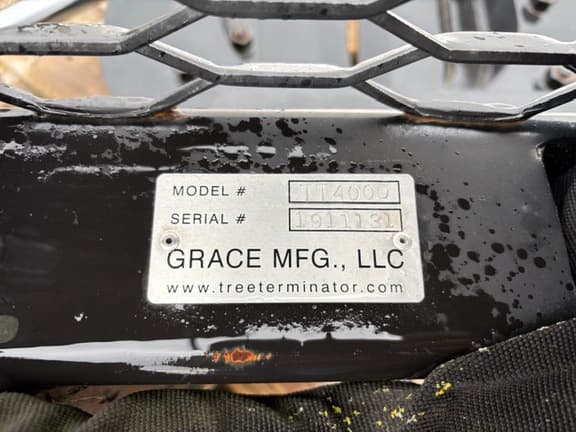 MODEL # TT4000
SERIAL # 1911131
GRACE MFG., LLC
www.treeterminator.com